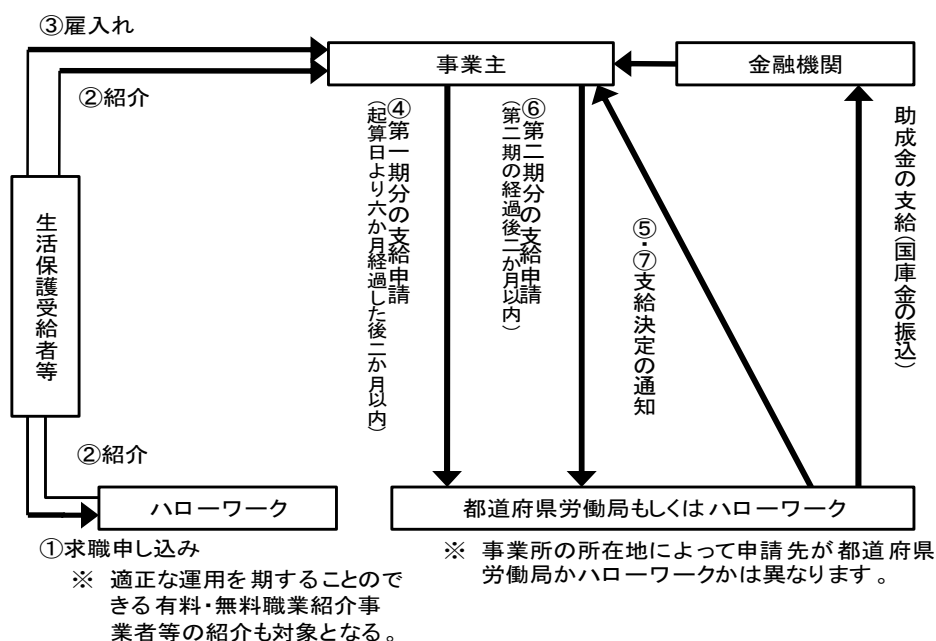 ③雇入れ
事業主
金融機関
②紹介
④第一期分の支給申請
(起算日より六か月経過した後二か月以内)
⑥第二期分の支給申請
(第二期の経過後二か月以内)
⑤・⑦支給決定の通知
助成金の支給(国庫金の振込)
生活保護受給者等
②紹介
ハローワーク
都道府県労働局もしくはハローワーク
①求職申し込み
※ 適正な運用を期することので
きる有料・無料職業紹介事
業者等の紹介も対象となる。
※ 事業所の所在地によって申請先が都道府県
労働局かハローワークかは異なります。